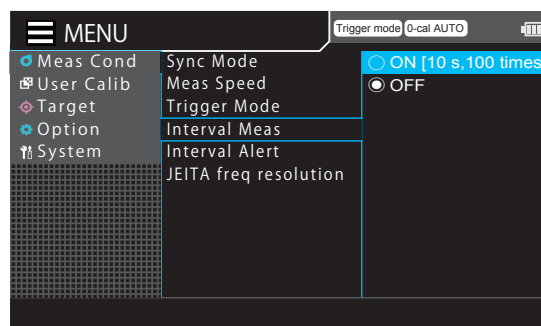 MENU
Trigger mode 0-cal AUTO
Meas Cond
User Calib
Target
Option
System
Sync Mode
Meas Speed
Trigger Mode
Interval Meas
Interval Alert
JEITA freq resolution
ON [10 s,100 times
OFF